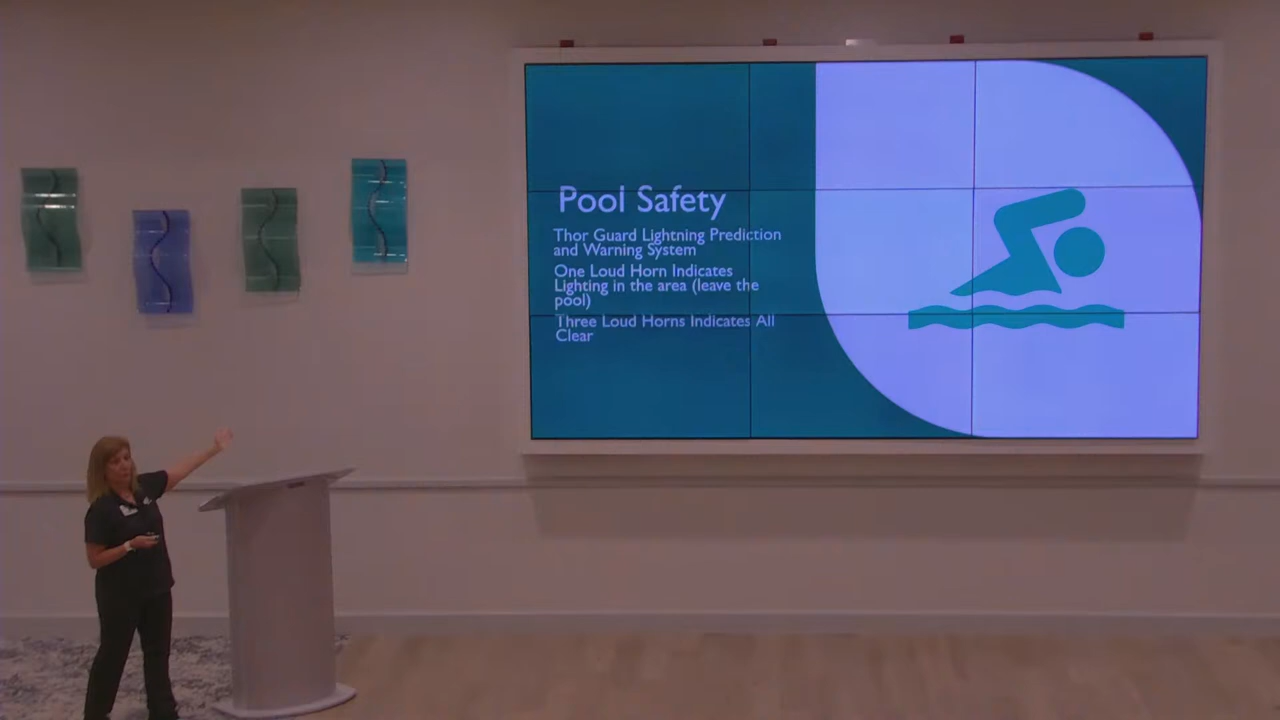 Pool Safety
Thor Guard Lightning Prediction
and Warning System
One Loud Horn Indicates
Lighting in the area (leave the
pool)
Three Loud Horns Indicates All
Clear